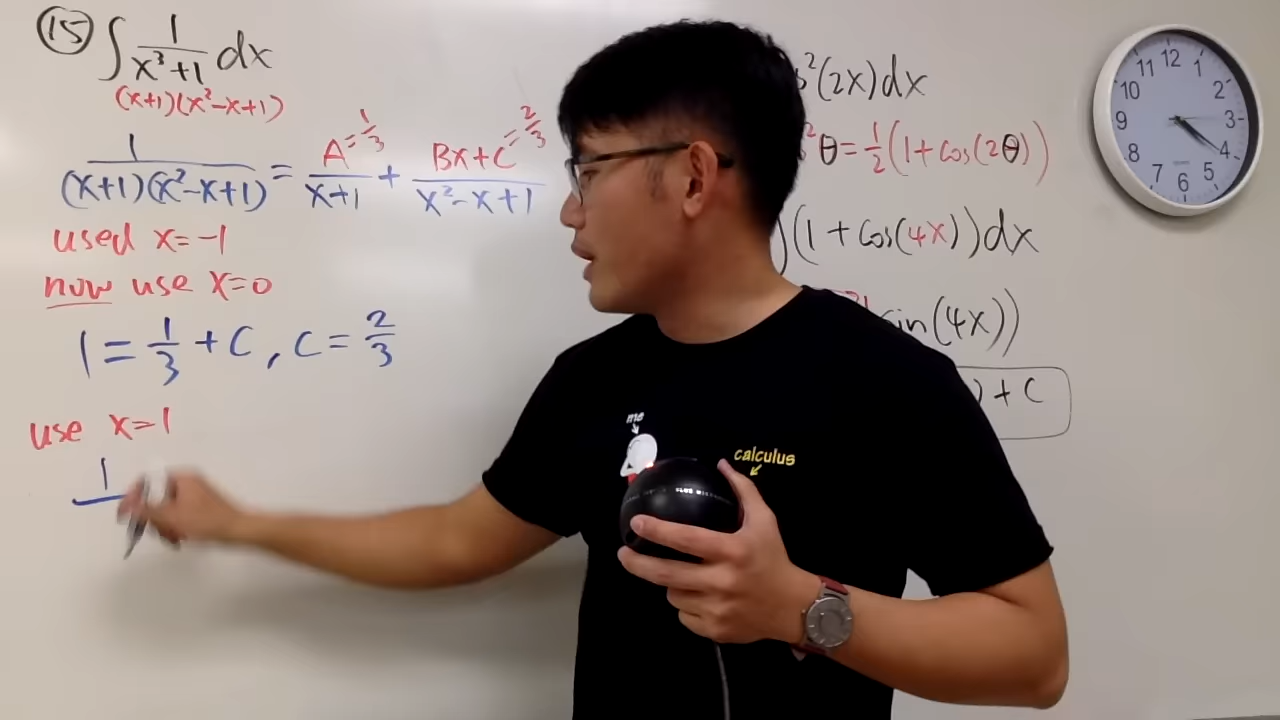 ⑮ ∫ 1/(x³+1) dx
(x+1)(x²-x+1)
1/((x+1)(x²-x+1)) = A/(x+1) + (Bx+C)/(x²-x+1)
=1/3
=2/3
used x=-1
now use x=0
1 = 1/3 + C, C = 2/3
use x=1
1
²(2x)dx
²θ = 1/2(1+cos(2θ))
(1+cos(4x))dx
in(4x))
) + C
me
calculus
12
1
2
3
4
5
6
7
8
9
10
11